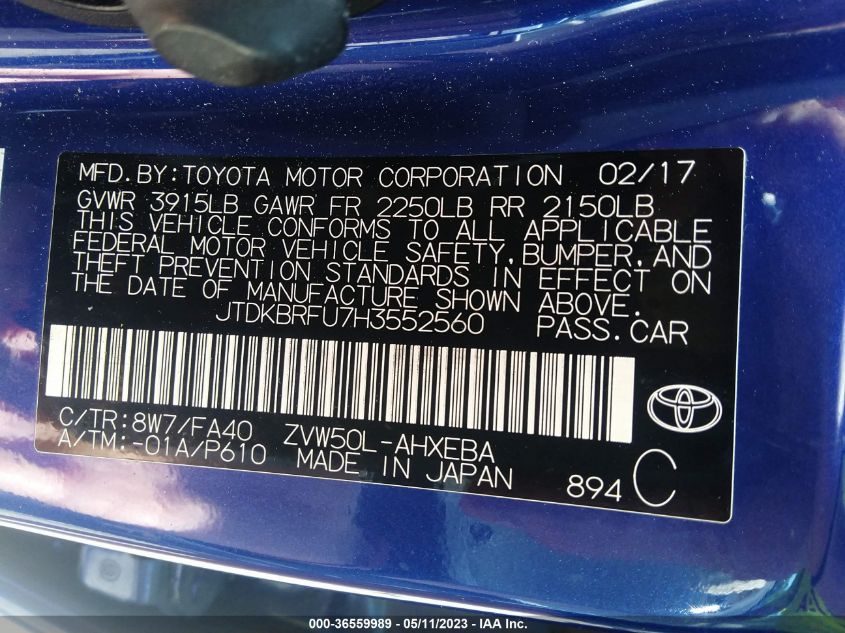 MFD.BY:TOYOTA MOTOR CORPORATION 02/17
GVWR 3915LB GAWR FR 2250LB RR 2150LB
THIS VEHICLE CONFORMS TO ALL APPLICABLE
FEDERAL MOTOR VEHICLE SAFETY,BUMPER,AND
THEFT PREVENTION STANDARDS IN EFFECT ON
THE DATE OF MANUFACTURE SHOWN ABOVE.
JTDKBRFU7H3552560 PASS.CAR
C/TR:8W7/FA40 ZVW50L-AHXEBA
A/TM:-01A/P610 MADE IN JAPAN
894 C
000-36559989 - 05/11/2023 - IAA Inc.